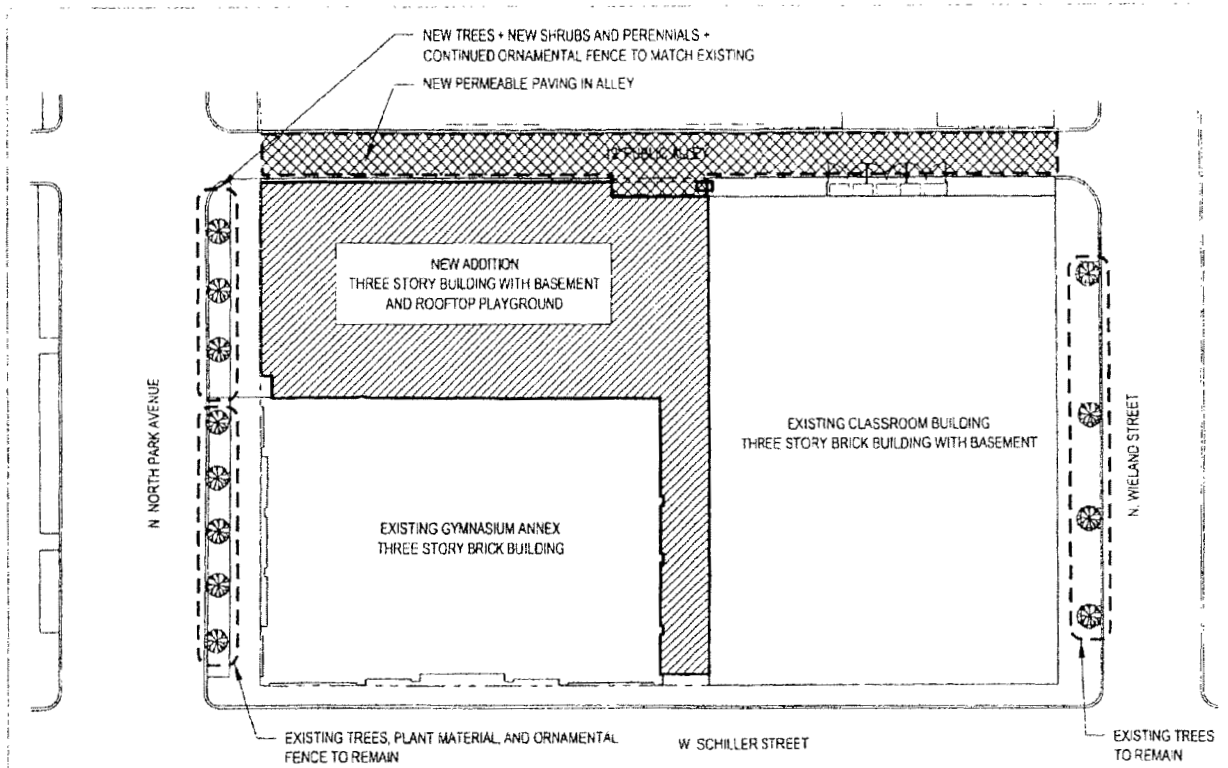 NEW TREES + NEW SHRUBS AND PERENNIALS +
CONTINUED ORNAMENTAL FENCE TO MATCH EXISTING
NEW PERMEABLE PAVING IN ALLEY
PUBLIC ALLEY
NEW ADDITION
THREE STORY BUILDING WITH BASEMENT
AND ROOFTOP PLAYGROUND
N NORTH PARK AVENUE
EXISTING CLASSROOM BUILDING
THREE STORY BRICK BUILDING WITH BASEMENT
N. WIELAND STREET
EXISTING GYMNASIUM ANNEX
THREE STORY BRICK BUILDING
EXISTING TREES, PLANT MATERIAL, AND ORNAMENTAL
FENCE TO REMAIN
W SCHILLER STREET
EXISTING TREES
TO REMAIN